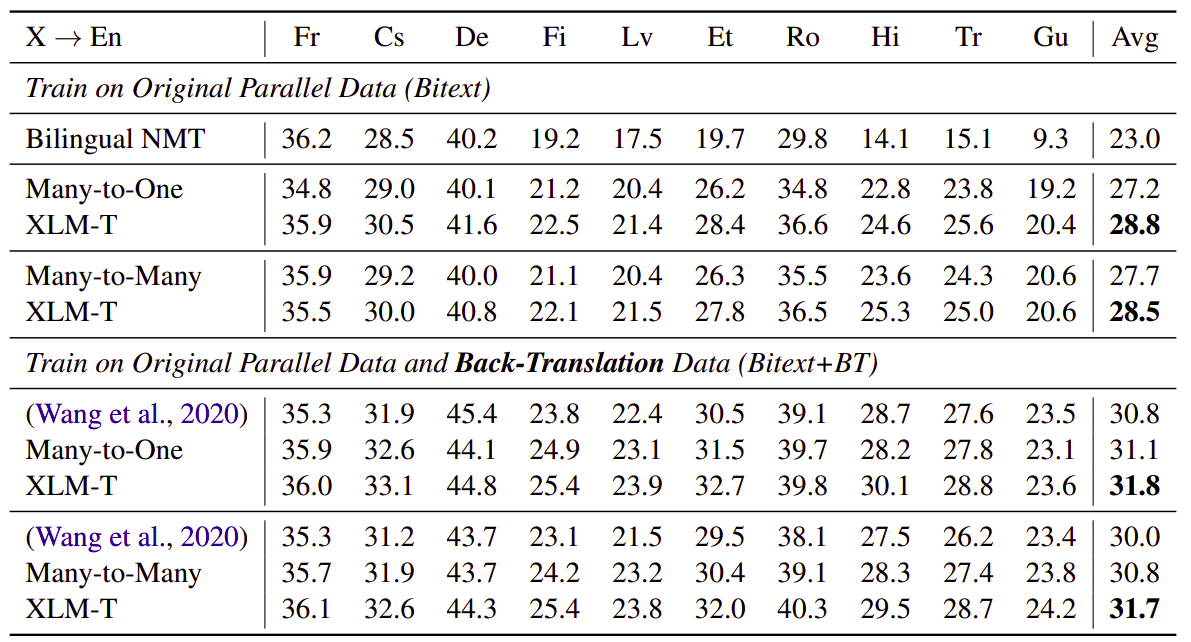 X → En Fr Cs De Fi Lv Et Ro Hi Tr Gu Avg
Train on Original Parallel Data (Bitext)
Bilingual NMT 36.2 28.5 40.2 19.2 17.5 19.7 29.8 14.1 15.1 9.3 23.0
Many-to-One 34.8 29.0 40.1 21.2 20.4 26.2 34.8 22.8 23.8 19.2 27.2
XLM-T 35.9 30.5 41.6 22.5 21.4 28.4 36.6 24.6 25.6 20.4 28.8
Many-to-Many 35.9 29.2 40.0 21.1 20.4 26.3 35.5 23.6 24.3 20.6 27.7
XLM-T 35.5 30.0 40.8 22.1 21.5 27.8 36.5 25.3 25.0 20.6 28.5
Train on Original Parallel Data and Back-Translation Data (Bitext+BT)
(Wang et al., 2020) 35.3 31.9 45.4 23.8 22.4 30.5 39.1 28.7 27.6 23.5 30.8
Many-to-One 35.9 32.6 44.1 24.9 23.1 31.5 39.7 28.2 27.8 23.1 31.1
XLM-T 36.0 33.1 44.8 25.4 23.9 32.7 39.8 30.1 28.8 23.6 31.8
(Wang et al., 2020) 35.3 31.2 43.7 23.1 21.5 29.5 38.1 27.5 26.2 23.4 30.0
Many-to-Many 35.7 31.9 43.7 24.2 23.2 30.4 39.1 28.3 27.4 23.8 30.8
XLM-T 36.1 32.6 44.3 25.4 23.8 32.0 40.3 29.5 28.7 24.2 31.7